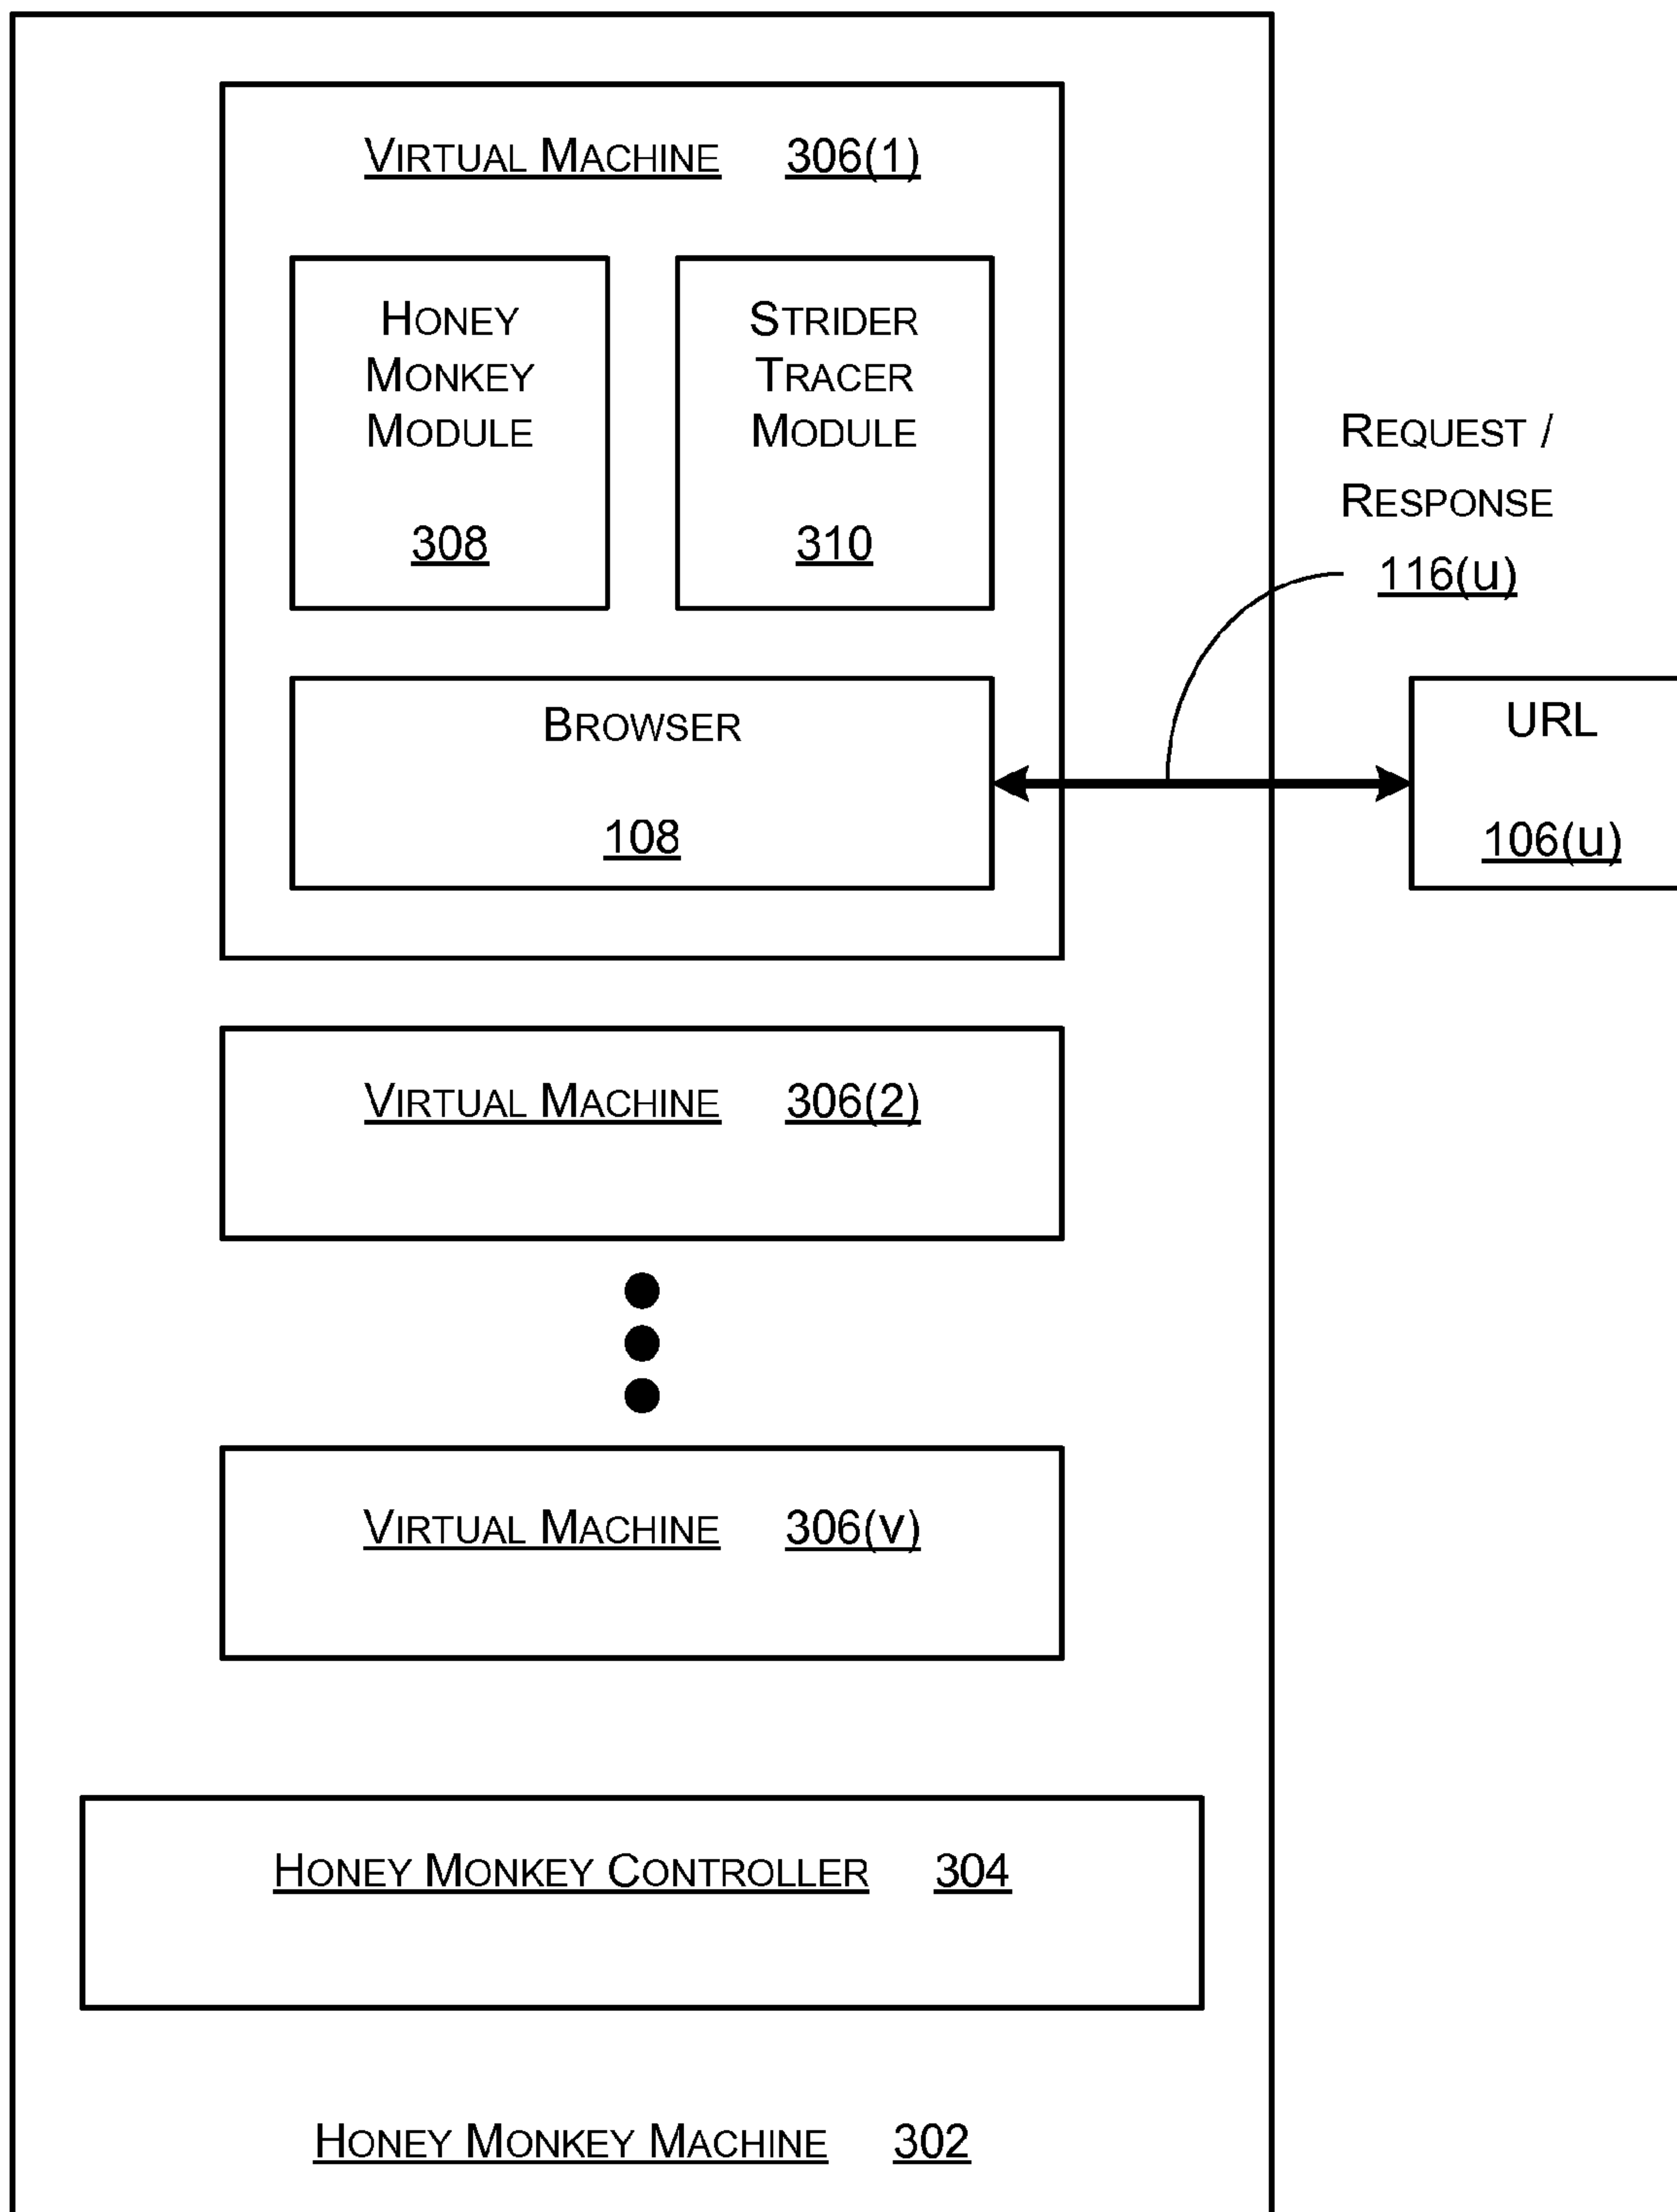 VIRTUAL MACHINE 306(1)
HONEY
MONKEY
MODULE
308
STRIDER
TRACER
MODULE
310
REQUEST /
RESPONSE
116(u)
BROWSER
108
URL
106(u)
VIRTUAL MACHINE 306(2)
VIRTUAL MACHINE 306(v)
HONEY MONKEY CONTROLLER 304
HONEY MONKEY MACHINE 302